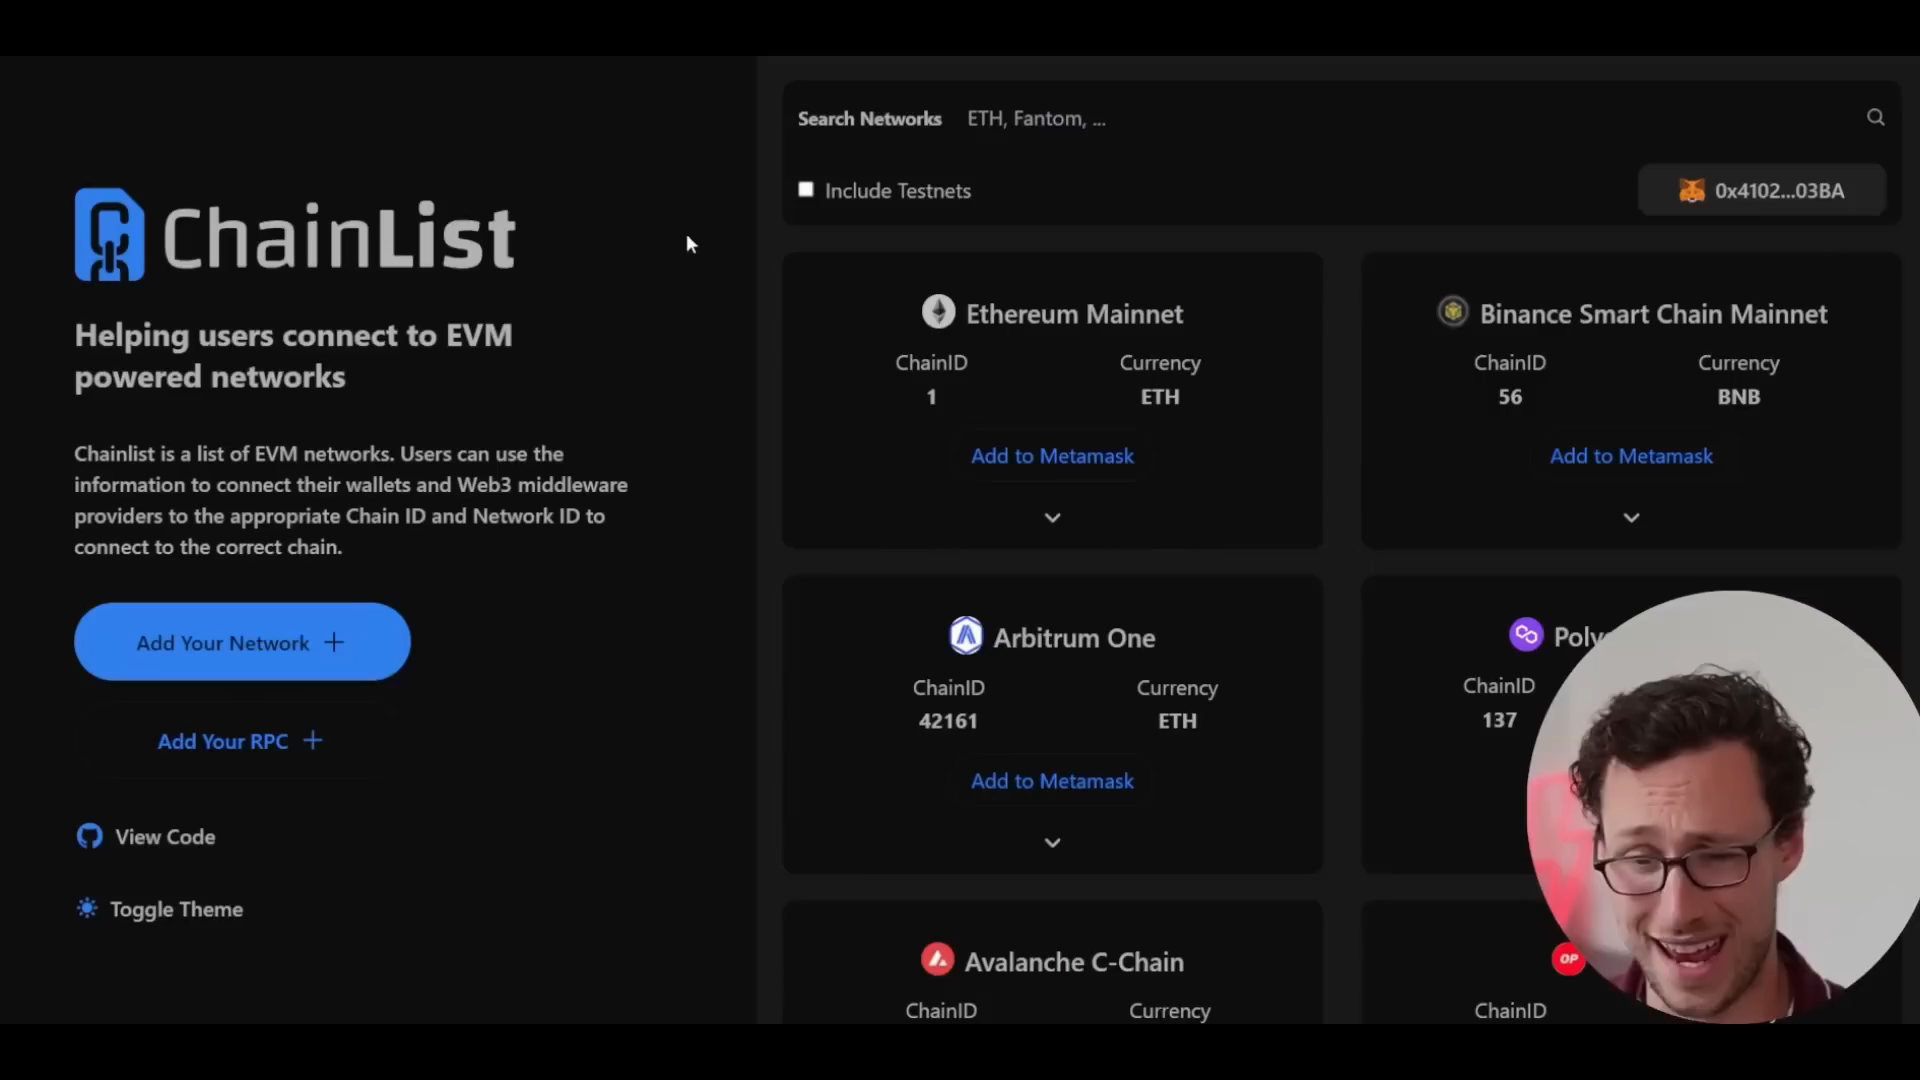 ChainList
Helping users connect to EVM
powered networks
Chainlist is a list of EVM networks. Users can use the
information to connect their wallets and Web3 middleware
providers to the appropriate Chain ID and Network ID to
connect to the correct chain.
Add Your Network +
Add Your RPC +
View Code
Toggle Theme
Search Networks ETH, Fantom, ...
Include Testnets
0x4102...03BA
Ethereum Mainnet
ChainID Currency
1 ETH
Add to Metamask
Binance Smart Chain Mainnet
ChainID Currency
56 BNB
Add to Metamask
Arbitrum One
ChainID Currency
42161 ETH
Add to Metamask
ChainID
137
Avalanche C-Chain
ChainID Currency
OP
ChainID